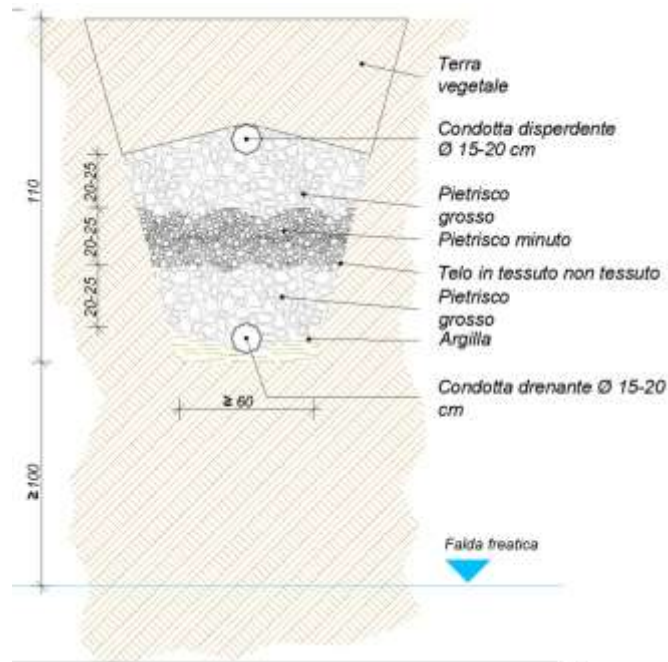 Terra
vegetale
Condotta disperdente
Ø 15-20 cm
Pietrisco
grosso
Pietrisco minuto
Telo in tessuto non tessuto
Pietrisco
grosso
Argilla
Condotta drenante Ø 15-20
cm
110
20-25
20-25
20-25
≥ 60
≥100
Falda freatica